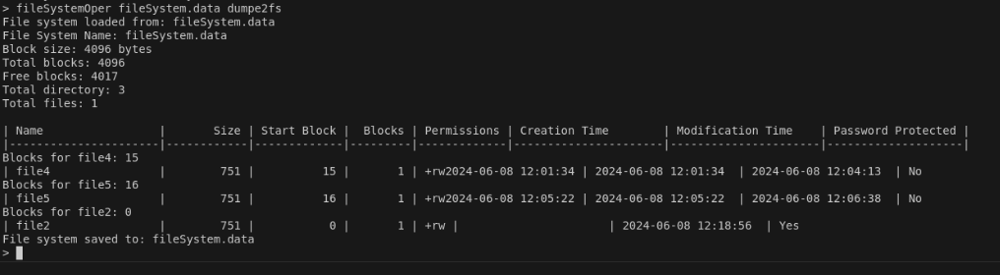 > fileSystemOper fileSystem.data dumpe2fs
File system loaded from: fileSystem.data
File System Name: fileSystem.data
Block size: 4096 bytes
Total blocks: 4096
Free blocks: 4017
Total directory: 3
Total files: 1
| Name                 |       Size | Start Block |  Blocks | Permissions | Creation Time        | Modification Time    | Password Protected |
|----------------------|------------|-------------|---------|-------------|----------------------|----------------------|--------------------|
Blocks for file4: 15
| file4                |        751 |          15 |       1 | +rw2024-06-08 12:01:34 | 2024-06-08 12:01:34  | 2024-06-08 12:04:13  | No
Blocks for file5: 16
| file5                |        751 |          16 |       1 | +rw2024-06-08 12:05:22 | 2024-06-08 12:05:22  | 2024-06-08 12:06:38  | No
Blocks for file2: 0
| file2                |        751 |           0 |       1 | +rw |                      | 2024-06-08 12:18:56  | Yes
File system saved to: fileSystem.data
>